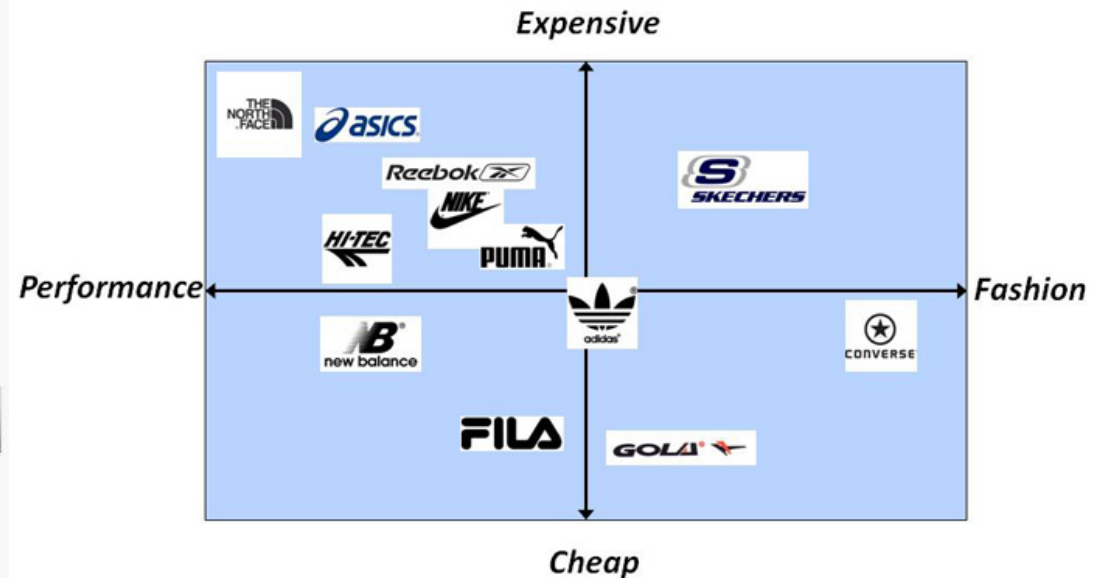 Expensive
THE
NORTH
FACE
asics
Reebok
SKECHERS
NIKE
HI-TEC
PUMA
Performance
Fashion
adidas
CONVERSE
NB
new balance
FILA
GOLA
Cheap